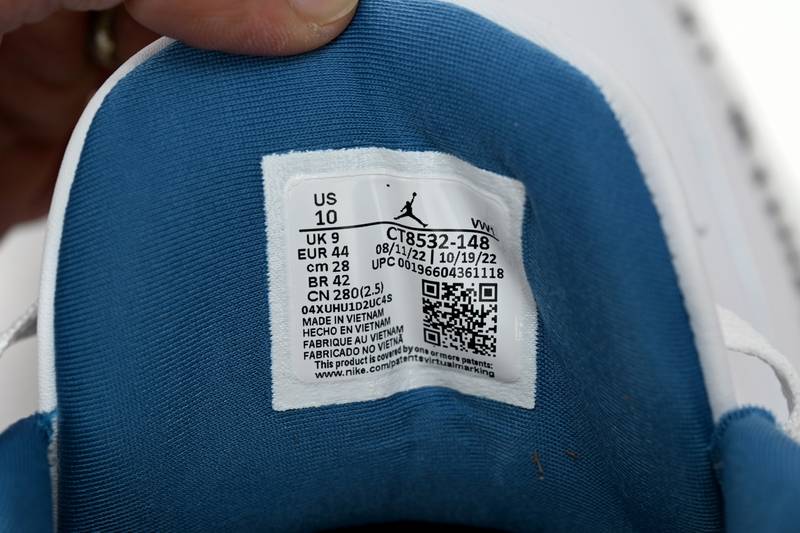 US
10
VW1
UK 9
EUR 44
cm 28
BR 42
CN 280(2.5)
CT8532-148
08/11/22 | 10/19/22
UPC 00196604361118
04XUHU1D2UC4S
MADE IN VIETNAM
HECHO EN VIETNAM
FABRIQUE AU VIETNAM
FABRICADO NO VIETNÃ
This product is covered by one or more patents:
www.nike.com/patentsvirtualmarking